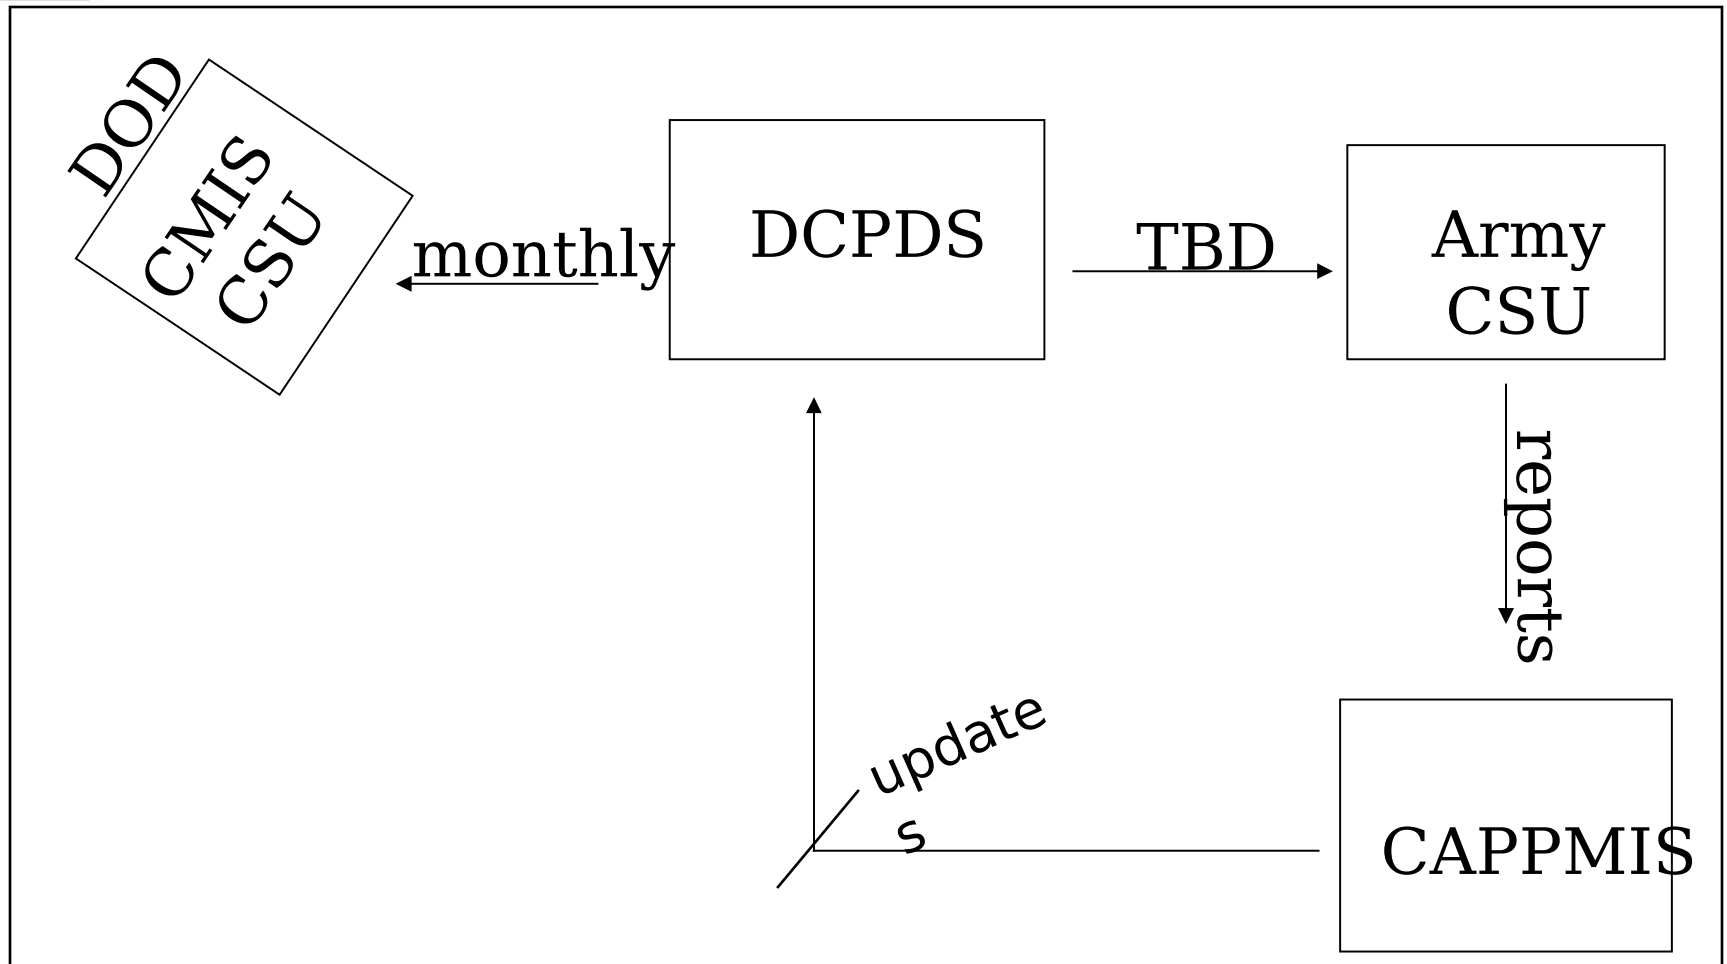 DOD
CMIS
CSU
monthly
DCPDS
TBD
Army
CSU
reports
update
s
CAPPMIS